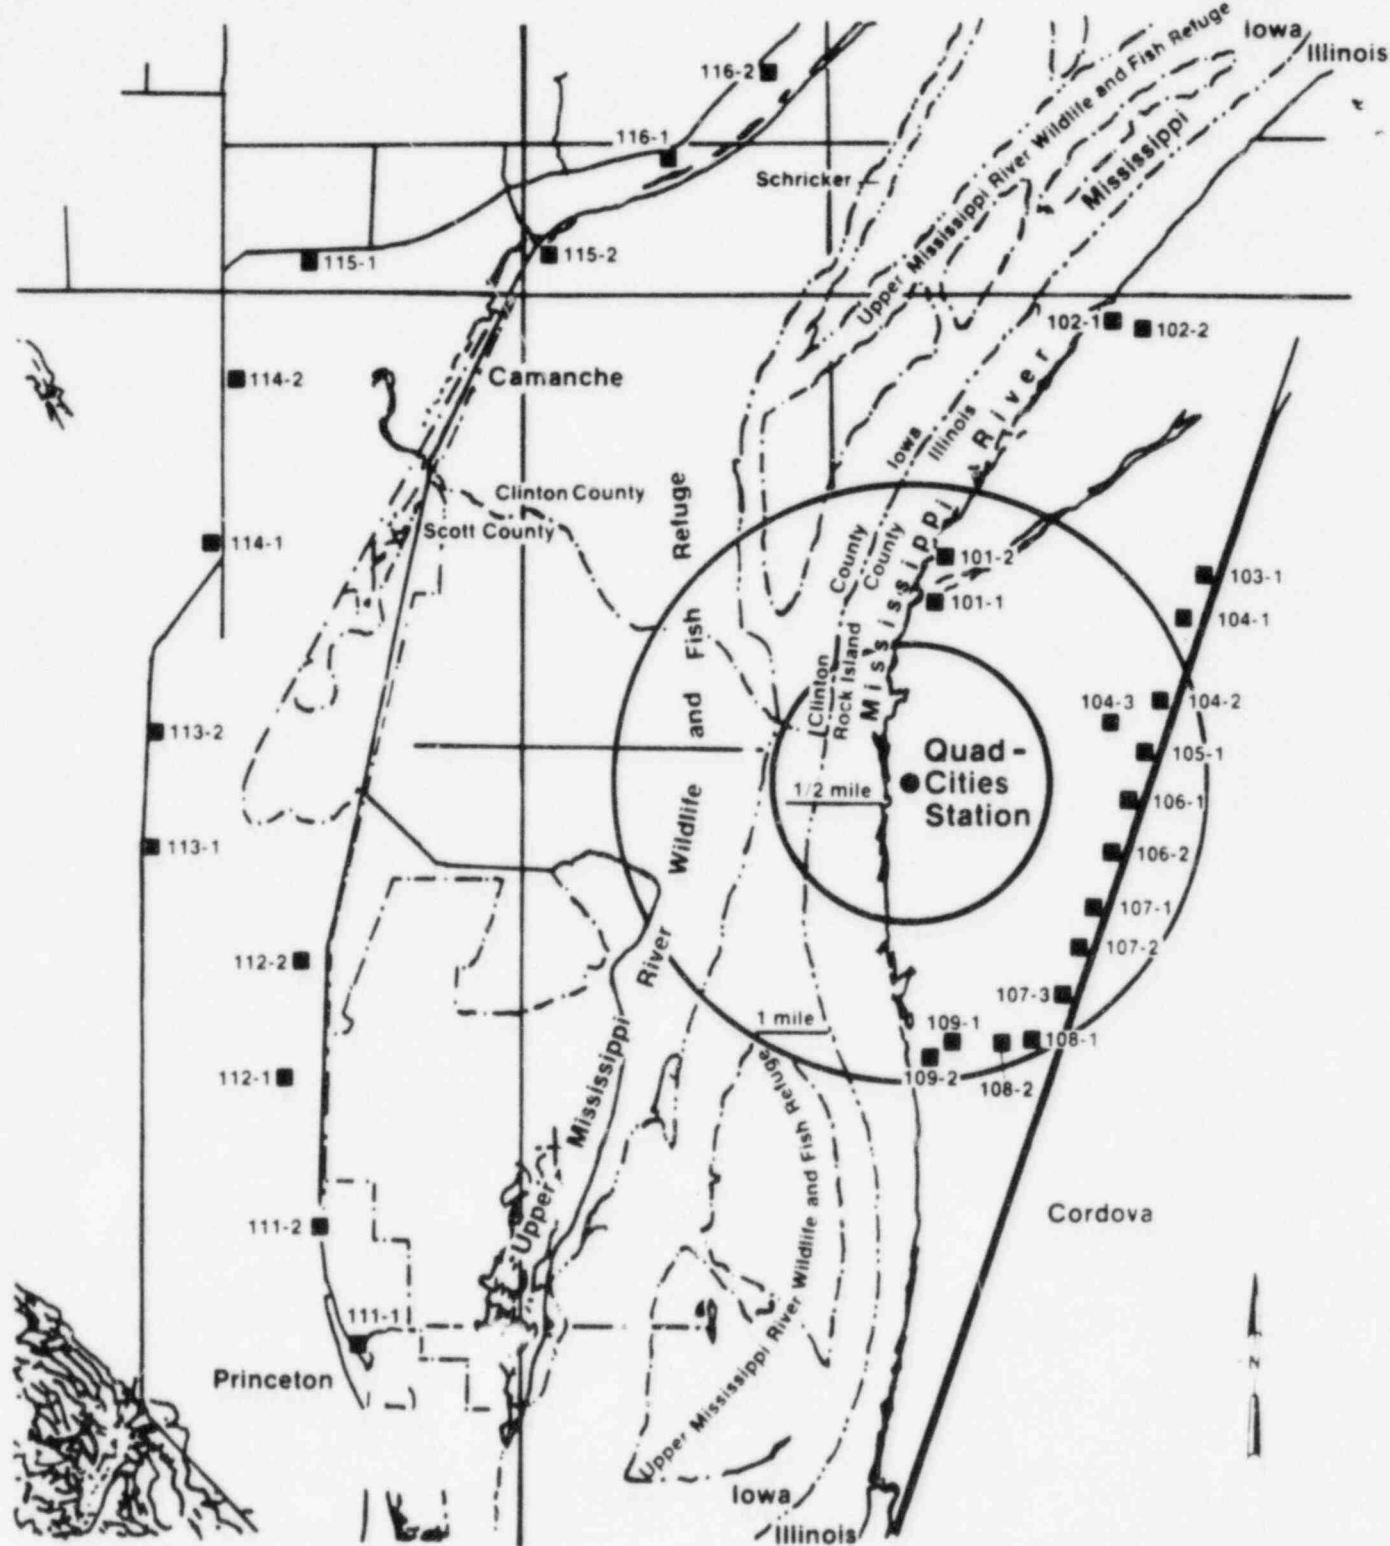 Iowa
Illinois
116-2
Upper Mississippi River Wildlife and Fish Refuge
Mississippi
116-1
Schricker
115-1
115-2
102-1
102-2
River
114-2
Camanche
Iowa
Illinois
Clinton County
Scott County
Refuge
114-1
County
County
Mississippi
101-2
101-1
103-1
104-1
Fish
Clinton
Rock Island
and
104-3
104-2
113-2
Quad-
Cities
Station
105-1
1/2 mile
106-1
Wildlife
113-1
106-2
107-1
107-2
112-2
River
107-3
1 mile
109-1
108-1
109-2
108-2
112-1
Mississippi
Upper
Upper Mississippi River Wildlife and Fish Refuge
111-2
Cordova
111-1
N
Princeton
Iowa
Illinois